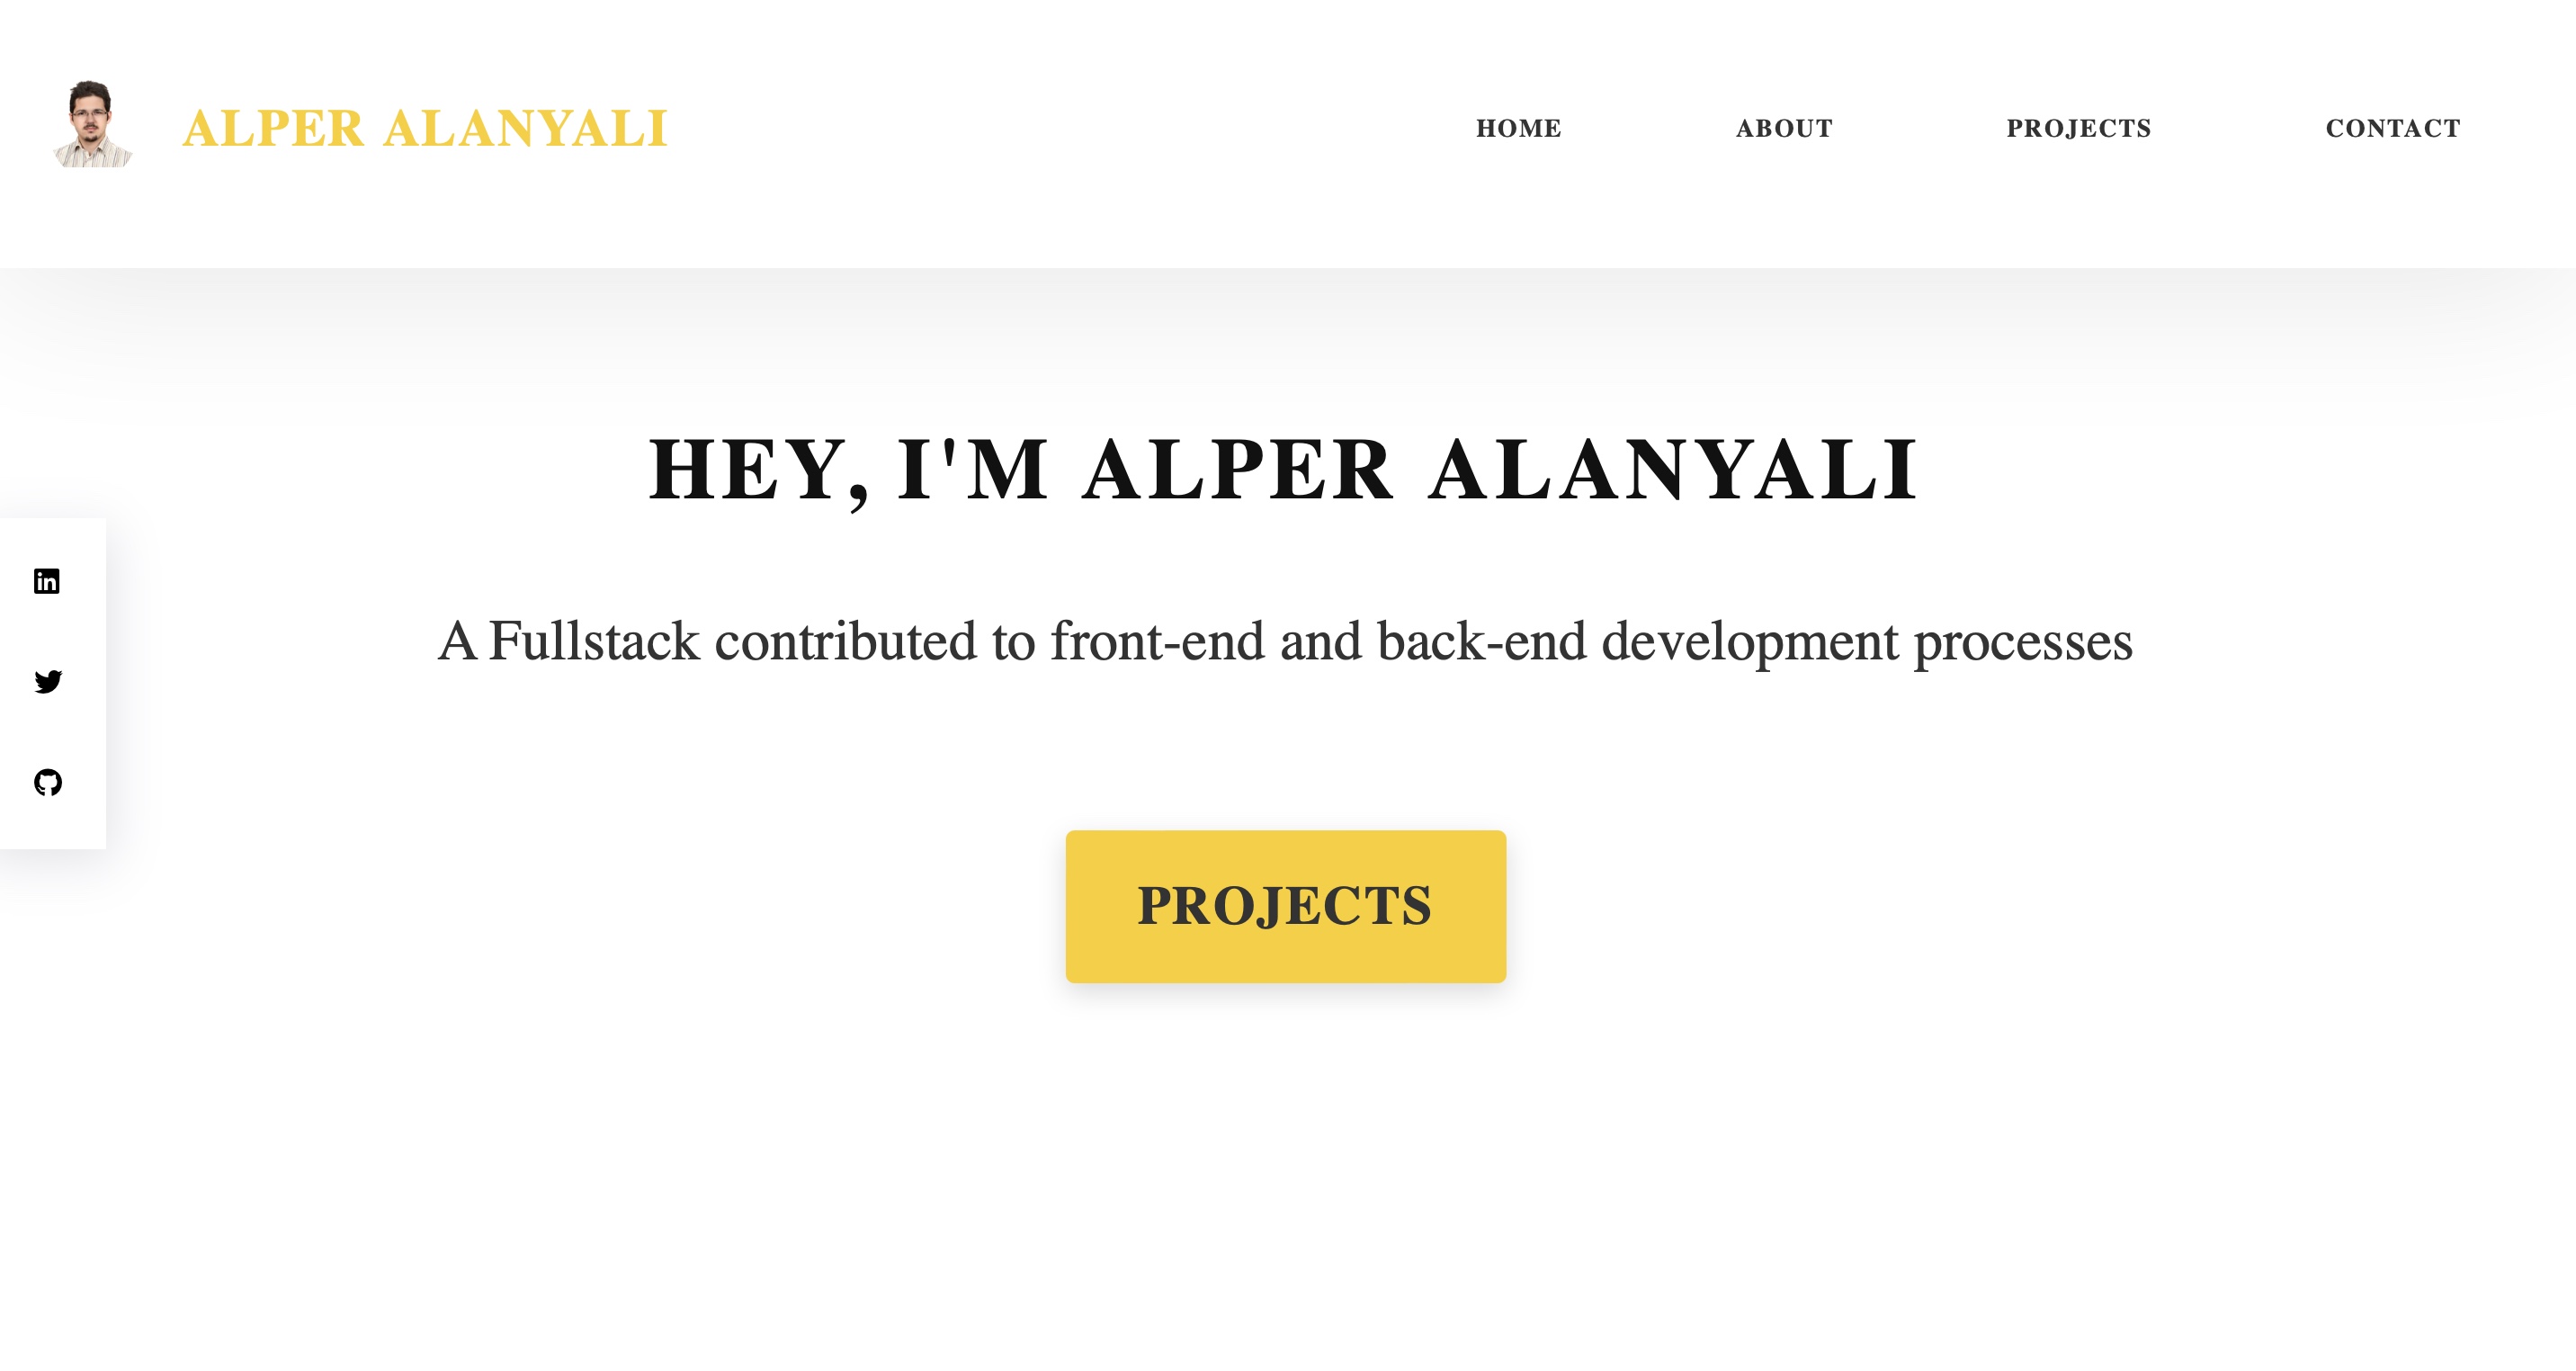 ALPER ALANYALI
HOME
ABOUT
PROJECTS
CONTACT
HEY, I'M ALPER ALANYALI
A Fullstack contributed to front-end and back-end development processes
in
PROJECTS